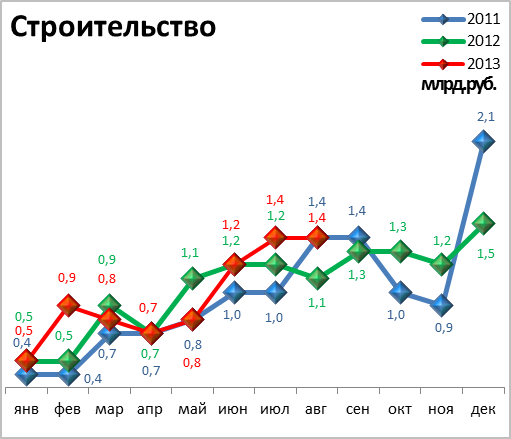 Строительство
2011
2012
2013
млрд.руб.
2,1
1,4 1,4 1,4
1,2 1,2 1,4 1,3
1,1 1,2 1,2
0,9 0,9 0,8
1,3 1,5
1,1
0,5 0,7 1,0 1,0 1,0 0,9
0,5 0,5 0,7 0,8
0,4 0,7 0,7 0,8
0,4
янв фев мар апр май июн июл авг сен окт ноя дек